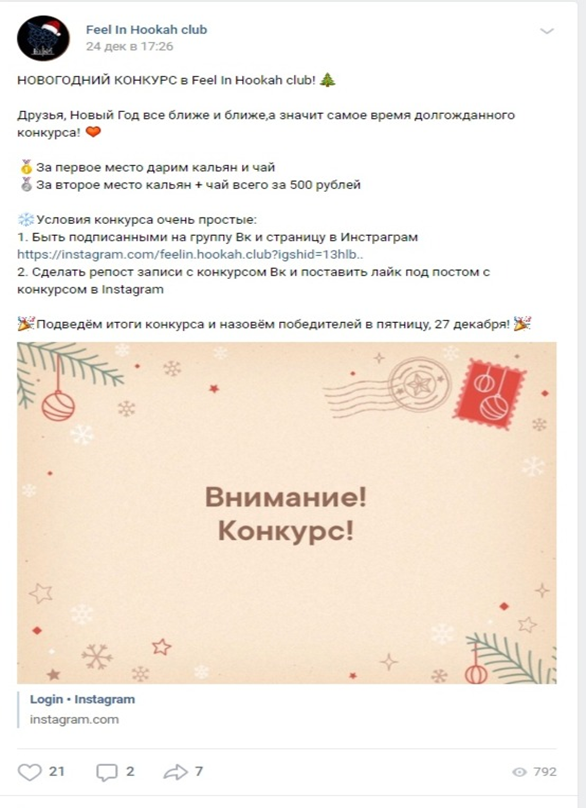 Feel In Hookah club
24 дек в 17:26
НОВОГОДНИЙ КОНКУРС в Feel In Hookah club! 🎄
Друзья, Новый Год все ближе и ближе,а значит самое время долгожданного
конкурса! ❤
🥇 За первое место дарим кальян и чай
🥈 За второе место кальян + чай всего за 500 рублей
❄Условия конкурса очень простые:
1. Быть подписанными на группу Вк и страницу в Инстраграм
https://instagram.com/feelin.hookah.club?igshid=13hlb..
2. Сделать репост записи с конкурсом Вк и поставить лайк под постом с
конкурсом в Instagram
🎉Подведём итоги конкурса и назовём победителей в пятницу, 27 декабря! 🎉
Внимание!
Конкурс!
Login • Instagram
instagram.com
21 2 7 792